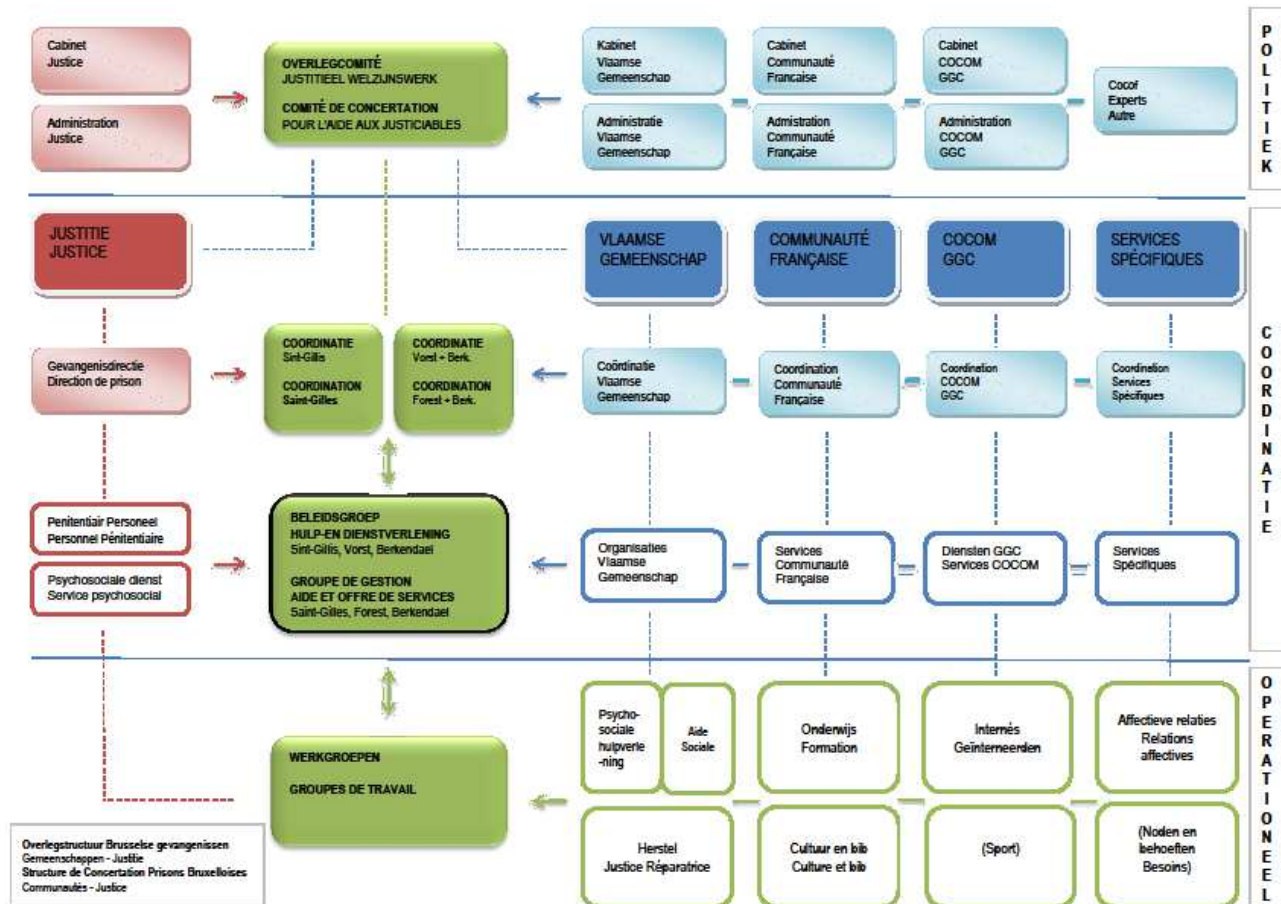 Cabinet
Justice
OVERLEGCOMITÉ
JUSTITIEEL WELZIJNSWERK
COMITÉ DE CONCERTATION
POUR L'AIDE AUX JUSTICIABLES
Kabinet
Vlaamse
Gemeenschap
Cabinet
Communauté
Française
Cabinet
COCOM
GGC
Cocof
Experts
Autre
Administration
Justice
Administratie
Vlaamse
Gemeenschap
Admistration
Communauté
Française
Administration
COCOM
GGC
POLITIEK
JUSTITIE
JUSTICE
VLAAMSE
GEMEENSCHAP
COMMUNAUTÉ
FRANÇAISE
COCOM
GGC
SERVICES
SPÉCIFIQUES
Gevangenisdirectie
Direction de prison
COORDINATIE
Sint-Gillis
COORDINATION
Saint-Gilles
COORDINATIE
Vorst + Berk.
COORDINATION
Forest + Berk.
Coördinatie
Vlaamse
Gemeenschap
Coordination
Communauté
Française
Coordination
COCOM
GGC
Coordination
Services
Spécifiques
COORDINATIE
Penitentiair Personeel
Personnel Pénitentiaire
Psychosociale dienst
Service psychosocial
BELEIDSGROEP
HULP-EN DIENSTVERLENING
Sint-Gillis, Vorst, Berkendael
GROUPE DE GESTION
AIDE ET OFFRE DE SERVICES
Saint-Gilles, Forest, Berkendael
Organisaties
Vlaamse
Gemeenschap
Services
Communauté
Française
Diensten GGC
Services COCOM
Services
Spécifiques
WERKGROEPEN
GROUPES DE TRAVAIL
Psycho-
sociale
hulpverle
-ning
Aide
Sociale
Onderwijs
Formation
Internés
Geïnterneerden
Affectieve relaties
Relations
affectives
Herstel
Justice Réparatrice
Cultuur en bib
Culture et bib
(Sport)
(Noden en
behoeften
Besoins)
OPERATIONEEL
Overlegstructuur Brusselse gevangenissen
Gemeenschappen - Justitie
Structure de Concertation Prisons Bruxelloises
Communautés - Justice